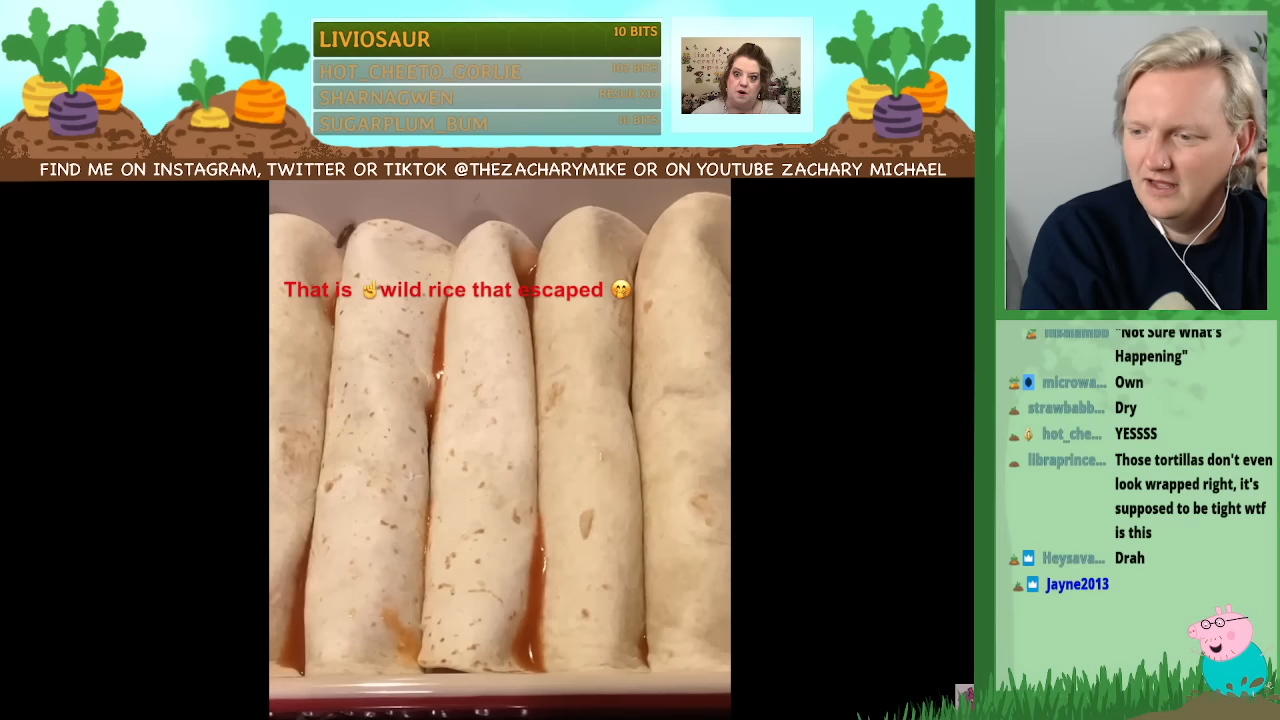 LIVIOSAUR
10 BITS
HOT_CHEETO_GORLIE
SHARNAGWEN
SUGARPLUM_BUM
10 BITS
FIND ME ON INSTAGRAM, TWITTER OR TIKTOK @THEZACHARYMIKE OR ON YOUTUBE ZACHARY MICHAEL
That is ☝️wild rice that escaped 🤭
"Not Sure What's
Happening"
microwa... Own
strawbabb... Dry
hot_che... YESSSS
libraprince... Those tortillas don't even
look wrapped right, it's
supposed to be tight wtf
is this
Heysava... Drah
Jayne2013